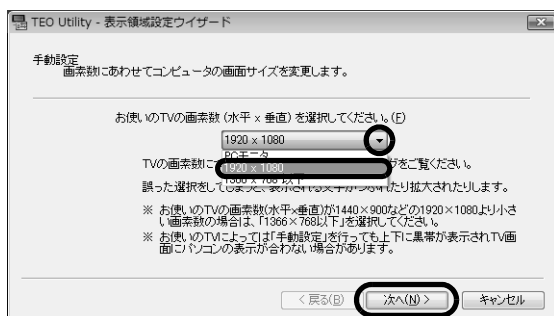 TEO Utility - 表示領域設定ウィザード
手動設定
画素数にあわせてコンピュータの画面サイズを変更します。
お使いのTVの画素数 (水平 x 垂直) を選択してください。(F)
1920 x 1080
PCモニタ
TVの画素数に
1920 x 1080
をご覧ください。
1366 x 768 以下
誤った選択をしてしまうと、表示される文字がつぶれたり拡大されたりします。
※ お使いのTVの画素数(水平×垂直)が1440×900などの1920×1080より小さ
い画素数の場合は、「1366×768以下」を選択してください。
※ お使いのTVによっては「手動設定」を行っても上下に黒帯が表示されTV画
面にパソコンの表示が合わない場合があります。
< 戻る(B)
次へ(N) >
キャンセル